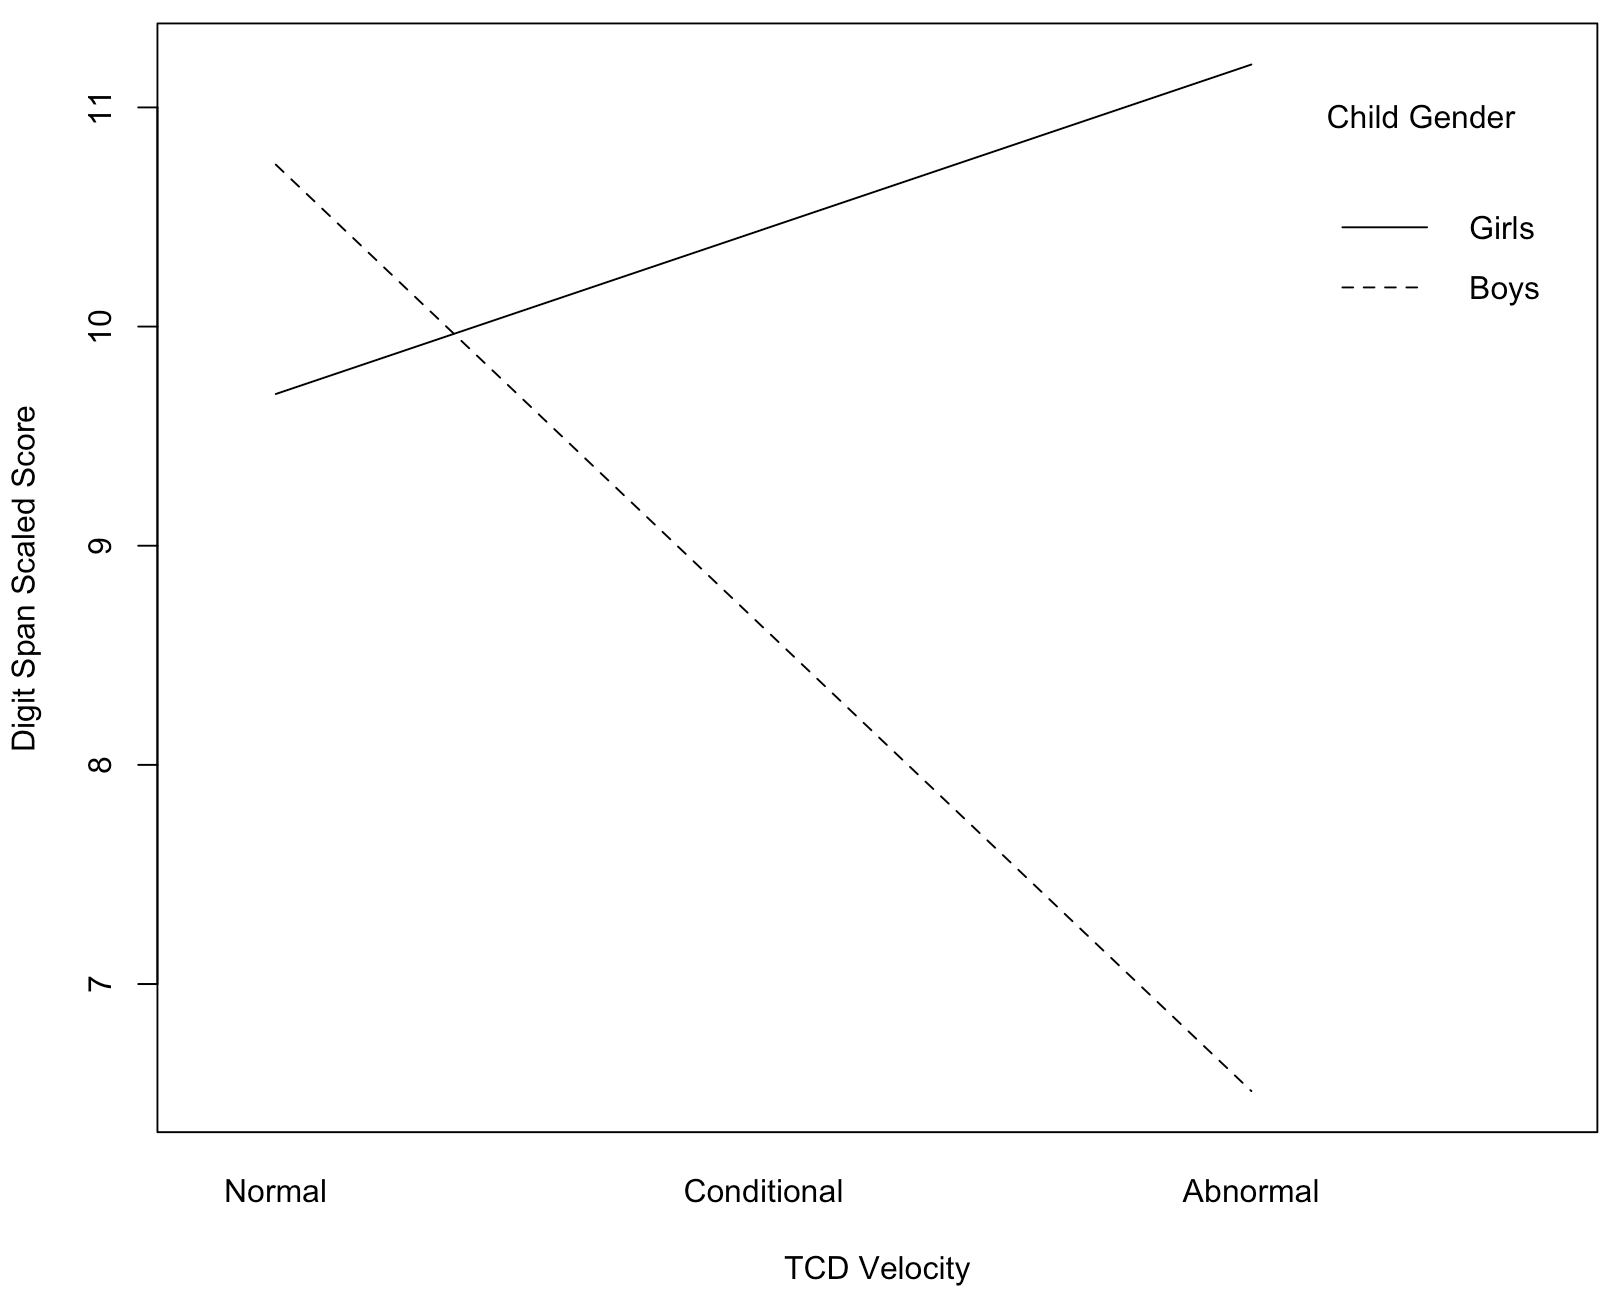 Digit Span Scaled Score
11
10
9
8
7
Child Gender
Girls
Boys
Normal
Conditional
Abnormal
TCD Velocity